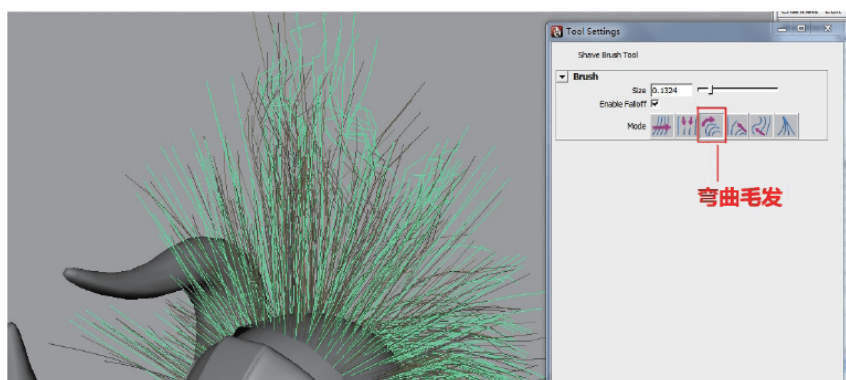 Tool Settings
Shave Brush Tool
Brush
Size 0.1324
Enable Falloff
Mode
弯曲毛发